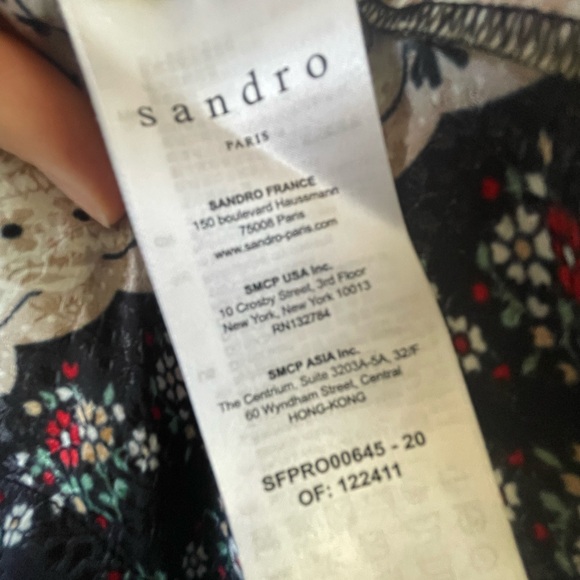 sandro
PARIS
SANDRO FRANCE
150 boulevard Haussmann
75008 Paris
www.sandro-paris.com
SMCP USA Inc.
10 Crosby Street, 3rd Floor
New York, New York 10013
RN132784
SMCP ASIA Inc.
The Centrium, Suite 3203A-5A, 32/F
60 Wyndham Street, Central
HONG-KONG
SFPRO00645 - 20
OF: 122411